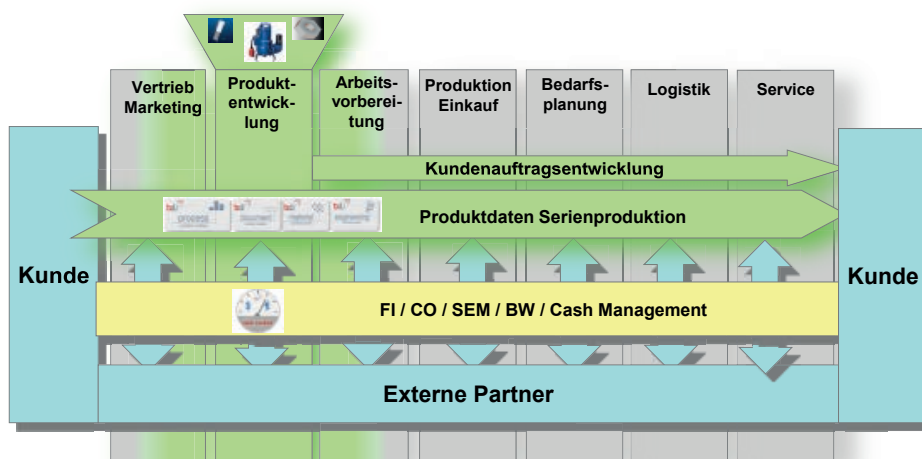 Vertrieb
Marketing
Produkt-
entwick-
lung
Arbeits-
vorberei-
tung
Produktion
Einkauf
Bedarfs-
planung
Logistik
Service
Kundenauftragsentwicklung
Produktdaten Serienproduktion
Kunde
Kunde
FI / CO / SEM / BW / Cash Management
Externe Partner